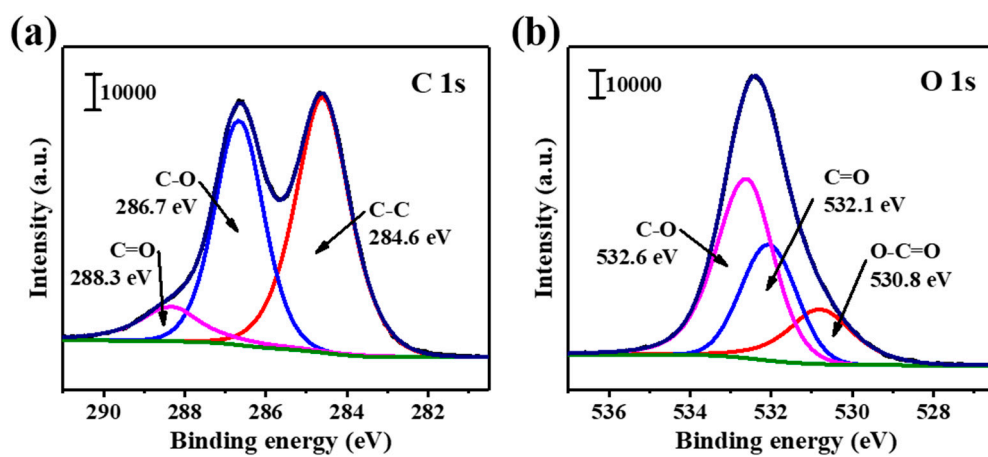 (a)
C 1s
10000
C-O
286.7 eV
C=O
288.3 eV
C-C
284.6 eV
Intensity (a.u.)
290 288 286 284 282
Binding energy (eV)
(b)
O 1s
10000
C=O
532.1 eV
C-O
532.6 eV
O-C=O
530.8 eV
Intensity (a.u.)
536 534 532 530 528
Binding energy (eV)